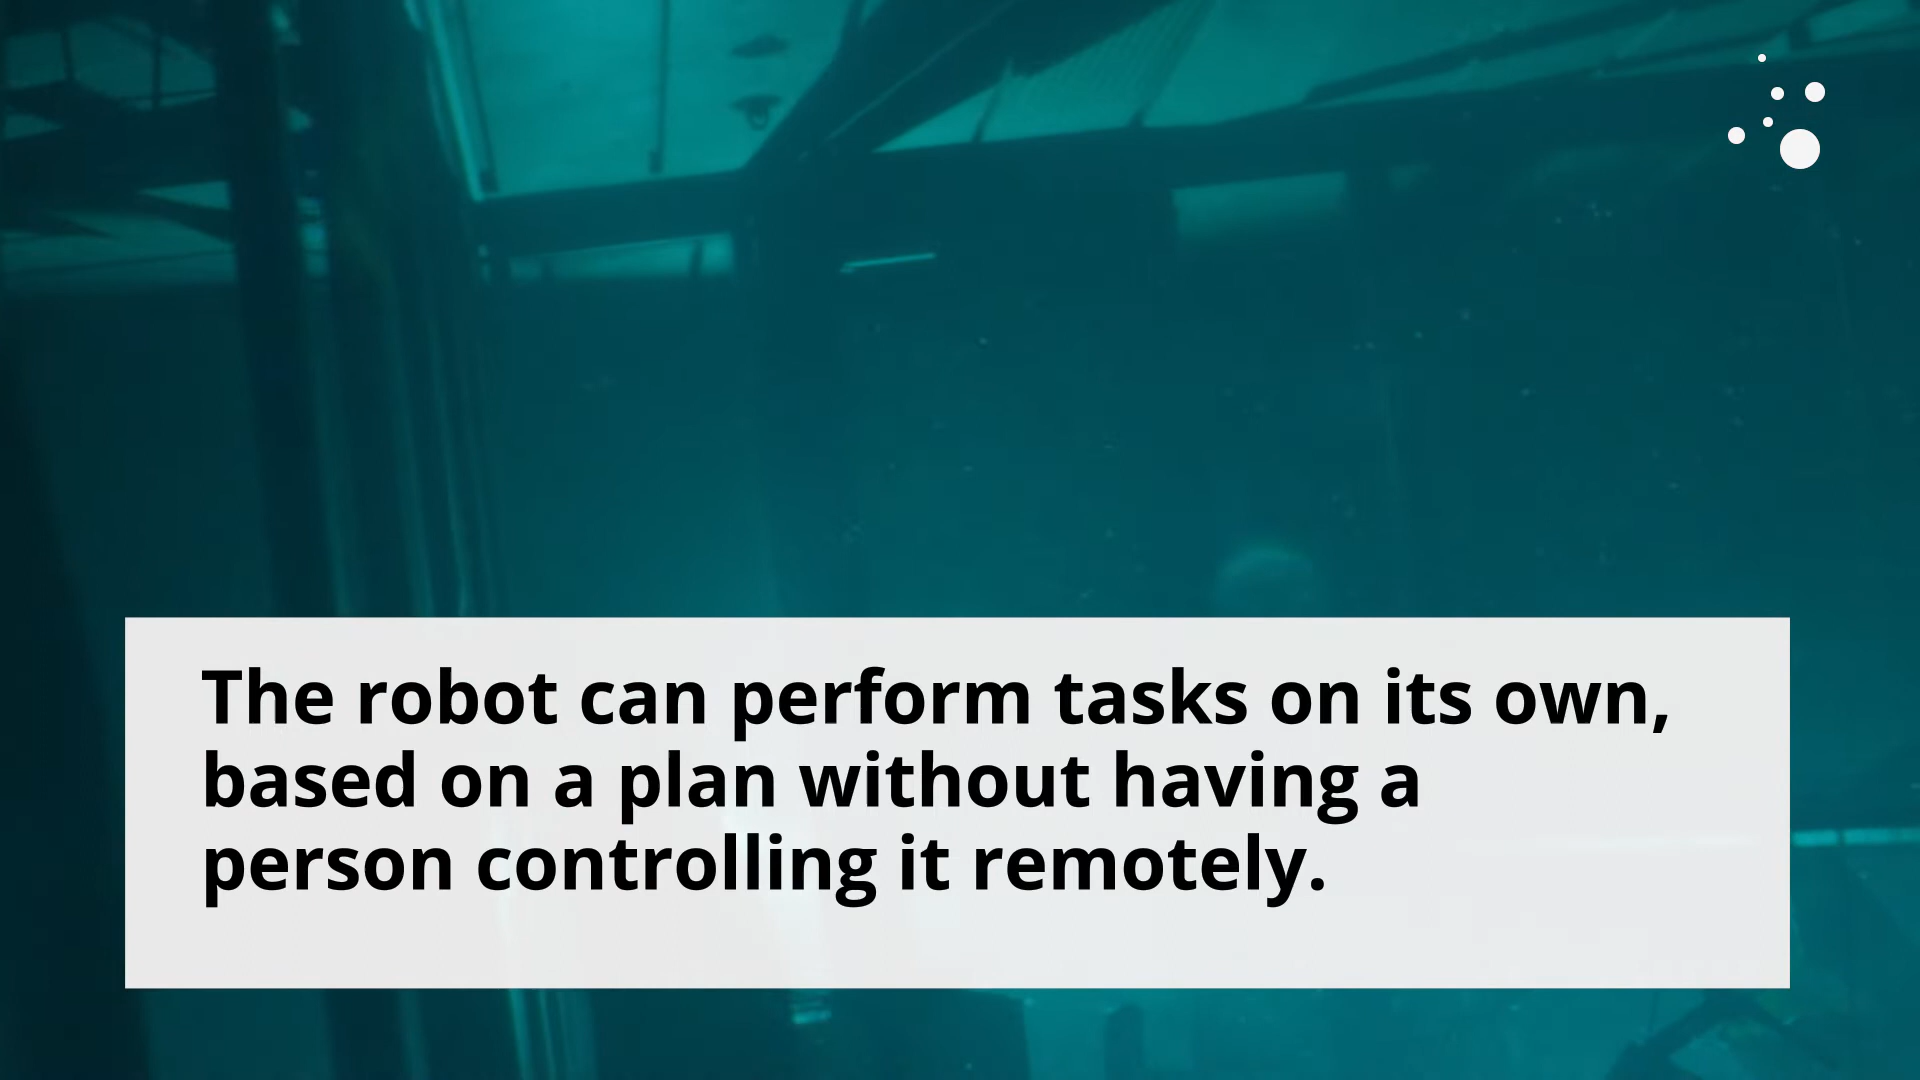 The robot can perform tasks on its own,
based on a plan without having a
person controlling it remotely.